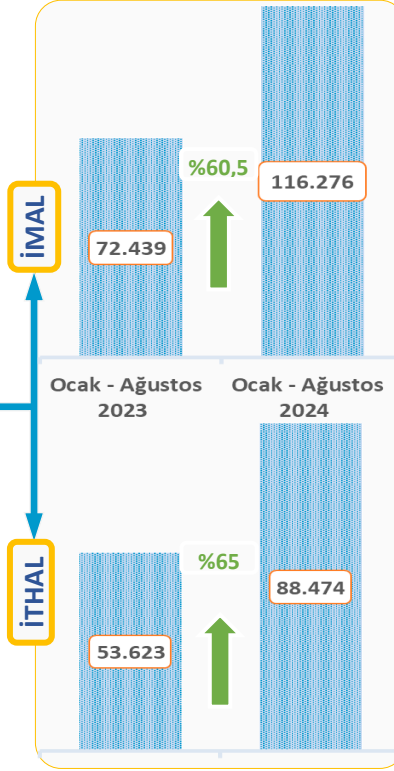 İMAL
%60,5
116.276
72.439
Ocak - Ağustos
2023
Ocak - Ağustos
2024
İTHAL
%65
88.474
53.623